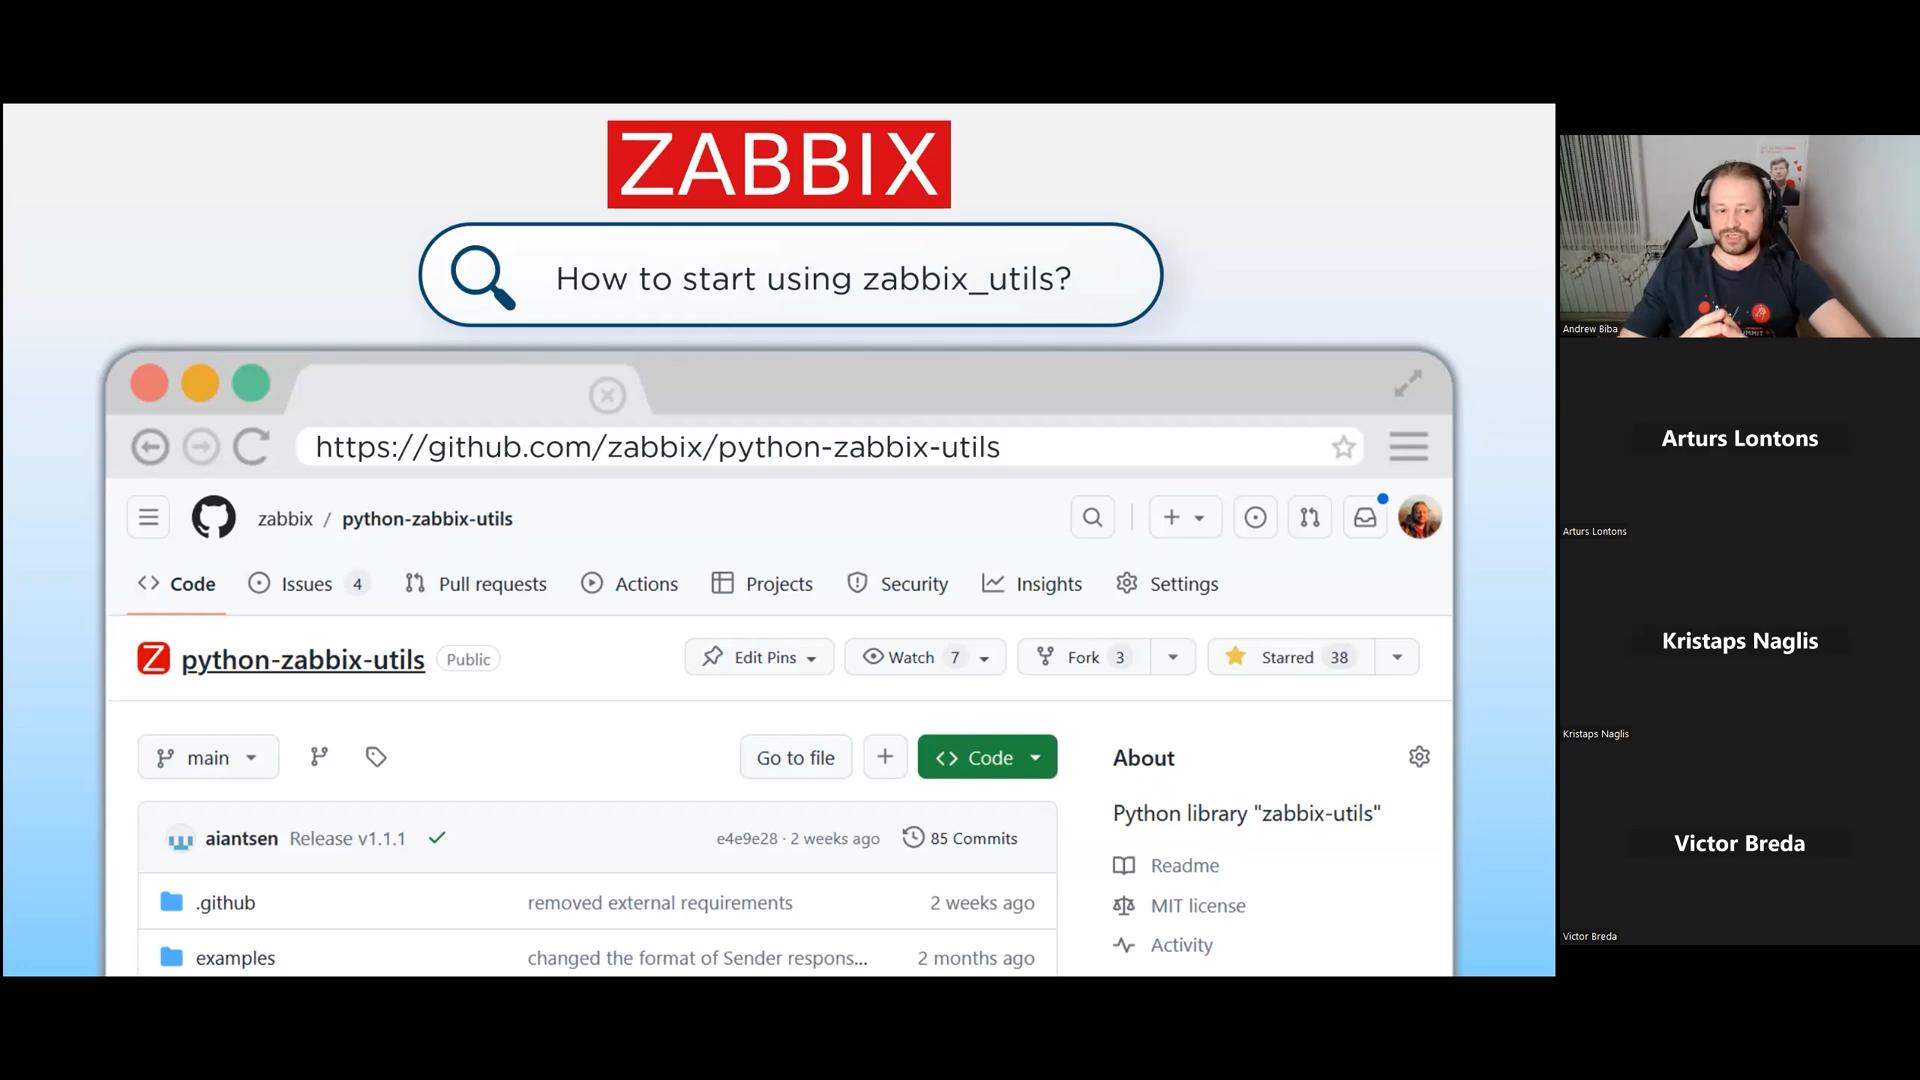 ZABBIX
How to start using zabbix_utils?
https://github.com/zabbix/python-zabbix-utils
zabbix / python-zabbix-utils
Code Issues 4 Pull requests Actions Projects Security Insights Settings
Z python-zabbix-utils Public Edit Pins Watch 7 Fork 3 Starred 38
main Go to file Code
About
Python library "zabbix-utils"
aiantsen Release v1.1.1 e4e9e28 · 2 weeks ago 85 Commits
Readme
.github removed external requirements 2 weeks ago
MIT license
Activity
examples changed the format of Sender respons... 2 months ago
Andrew Biba
Arturs Lontons
Arturs Lontons
Kristaps Naglis
Kristaps Naglis
Victor Breda
Victor Breda